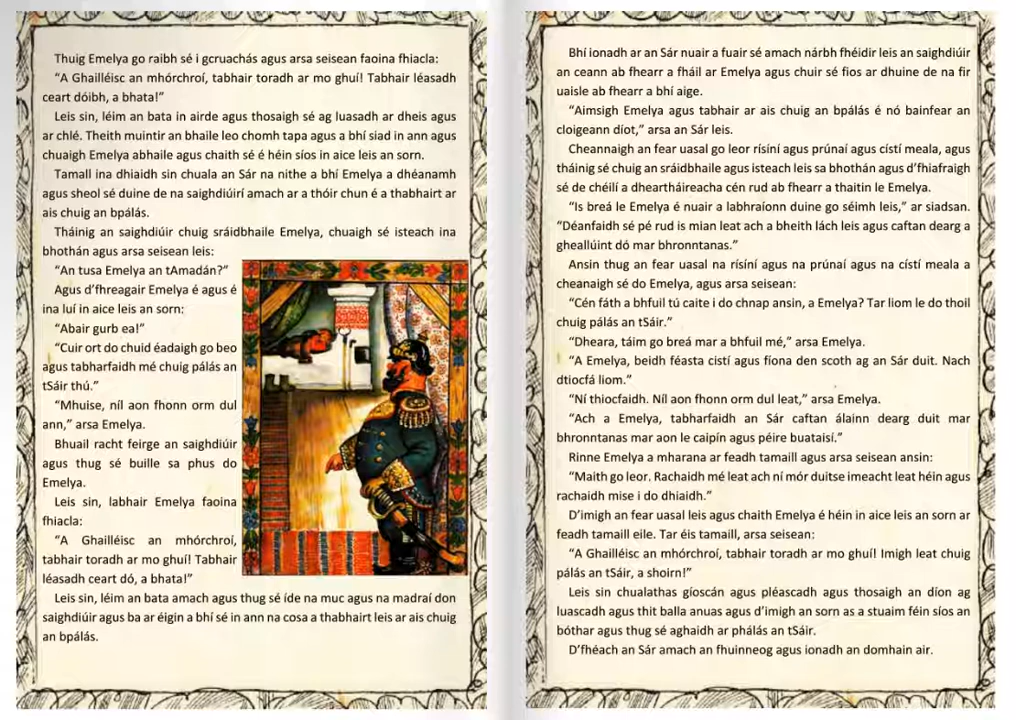 Thuig Emelya go raibh sé i gcruachás agus arsa seisean faoina fhiacla:
“A Ghailléisc an mhórchroí, tabhair toradh ar mo ghuí! Tabhair léasadh
ceart dóibh, a bhata!”
Leis sin, léim an bata in airde agus thosaigh sé ag luasadh ar dheis agus
ar chlé. Theith muintir an bhaile leo chomh tapa agus a bhí siad in ann agus
chuaigh Emelya abhaile agus chaith sé é héin síos in aice leis an sorn.
Tamall ina dhiaidh sin chuala an Sár na nithe a bhí Emelya a dhéanamh
agus sheol sé duine de na saighdiúirí amach ar a thóir chun é a thabhairt ar
ais chuig an bpálás.
Tháinig an saighdiúir chuig sráidbhaile Emelya, chuaigh sé isteach ina
bhothán agus arsa seisean leis:
“An tusa Emelya an tAmadán?”
Agus d’fhreagair Emelya é agus é
ina luí in aice leis an sorn:
“Abair gurb ea!”
“Cuir ort do chuid éadaigh go beo
agus tabharfaidh mé chuig pálás an
tSáir thú.”
“Mhuise, níl aon fhonn orm dul
ann,” arsa Emelya.
Bhuail racht feirge an saighdiúir
agus thug sé buille sa phus do
Emelya.
Leis sin, labhair Emelya faoina
fhiacla:
“A Ghailléisc an mhórchroí,
tabhair toradh ar mo ghuí! Tabhair
léasadh ceart dó, a bhata!”
Leis sin, léim an bata amach agus thug sé íde na muc agus na madraí don
saighdiúir agus ba ar éigin a bhí sé in ann na cosa a thabhairt leis ar ais chuig
an bpálás.
Bhí ionadh ar an Sár nuair a fuair sé amach nárbh fhéidir leis an saighdiúir
an ceann ab fhearr a fháil ar Emelya agus chuir sé fios ar dhuine de na fir
uaisle ab fhearr a bhí aige.
“Aimsigh Emelya agus tabhair ar ais chuig an bpálás é nó bainfear an
cloigeann díot,” arsa an Sár leis.
Cheannaigh an fear uasal go leor rísíní agus prúnaí agus cístí meala, agus
tháinig sé chuig an sráidbhaile agus isteach leis sa bhothán agus d’fhiafraigh
sé de chéilí a dheartháireacha cén rud ab fhearr a thaitin le Emelya.
“Is breá le Emelya é nuair a labhraíonn duine go séimh leis,” ar siadsan.
“Déanfaidh sé pé rud is mian leat ach a bheith lách leis agus caftan dearg a
gheallúint dó mar bhronntanas.”
Ansin thug an fear uasal na rísíní agus na prúnaí agus na cístí meala a
cheanaigh sé do Emelya, agus arsa seisean:
“Cén fáth a bhfuil tú caite i do chnap ansin, a Emelya? Tar liom le do thoil
chuig pálás an tSáir.”
“Dheara, táim go breá mar a bhfuil mé,” arsa Emelya.
“A Emelya, beidh féasta cistí agus fíona den scoth ag an Sár duit. Nach
dtiocfá liom.”
“Ní thiocfaidh. Níl aon fhonn orm dul leat,” arsa Emelya.
“Ach a Emelya, tabharfaidh an Sár caftan álainn dearg duit mar
bhronntanas mar aon le caipín agus péire buataisí.”
Rinne Emelya a mharana ar feadh tamaill agus arsa seisean ansin:
“Maith go leor. Rachaidh mé leat ach ní mór duitse imeacht leat héin agus
rachaidh mise i do dhiaidh.”
D’imigh an fear uasal leis agus chaith Emelya é héin in aice leis an sorn ar
feadh tamaill eile. Tar éis tamaill, arsa seisean:
“A Ghailléisc an mhórchroí, tabhair toradh ar mo ghuí! Imigh leat chuig
pálás an tSáir, a shoirn!”
Leis sin chualathas gíoscán agus pléascadh agus thosaigh an díon ag
luascadh agus thit balla anuas agus d’imigh an sorn as a stuaim féin síos an
bóthar agus thug sé aghaidh ar phálás an tSáir.
D’fhéach an Sár amach an fhuinneog agus ionadh an domhain air.